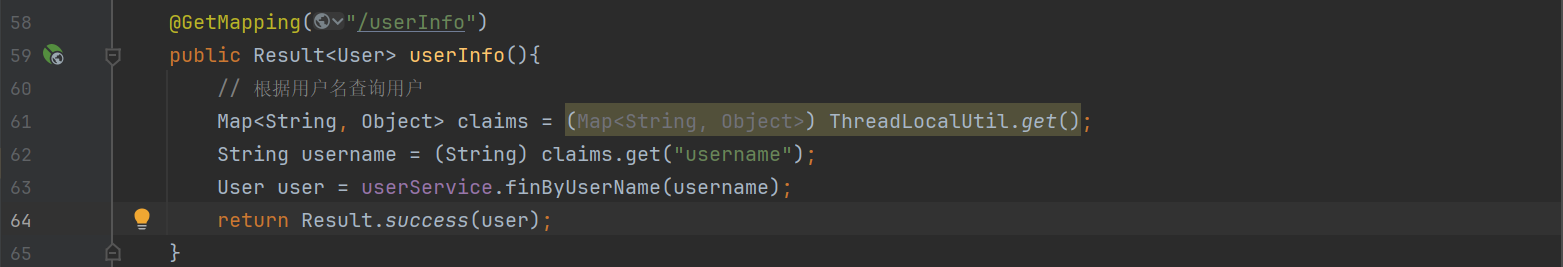 58 @GetMapping("/userInfo")
59 public Result<User> userInfo(){
60 // 根据用户名查询用户
61 Map<String, Object> claims = (Map<String, Object>) ThreadLocalUtil.get();
62 String username = (String) claims.get("username");
63 User user = userService.finByUserName(username);
64 return Result.success(user);
65 }